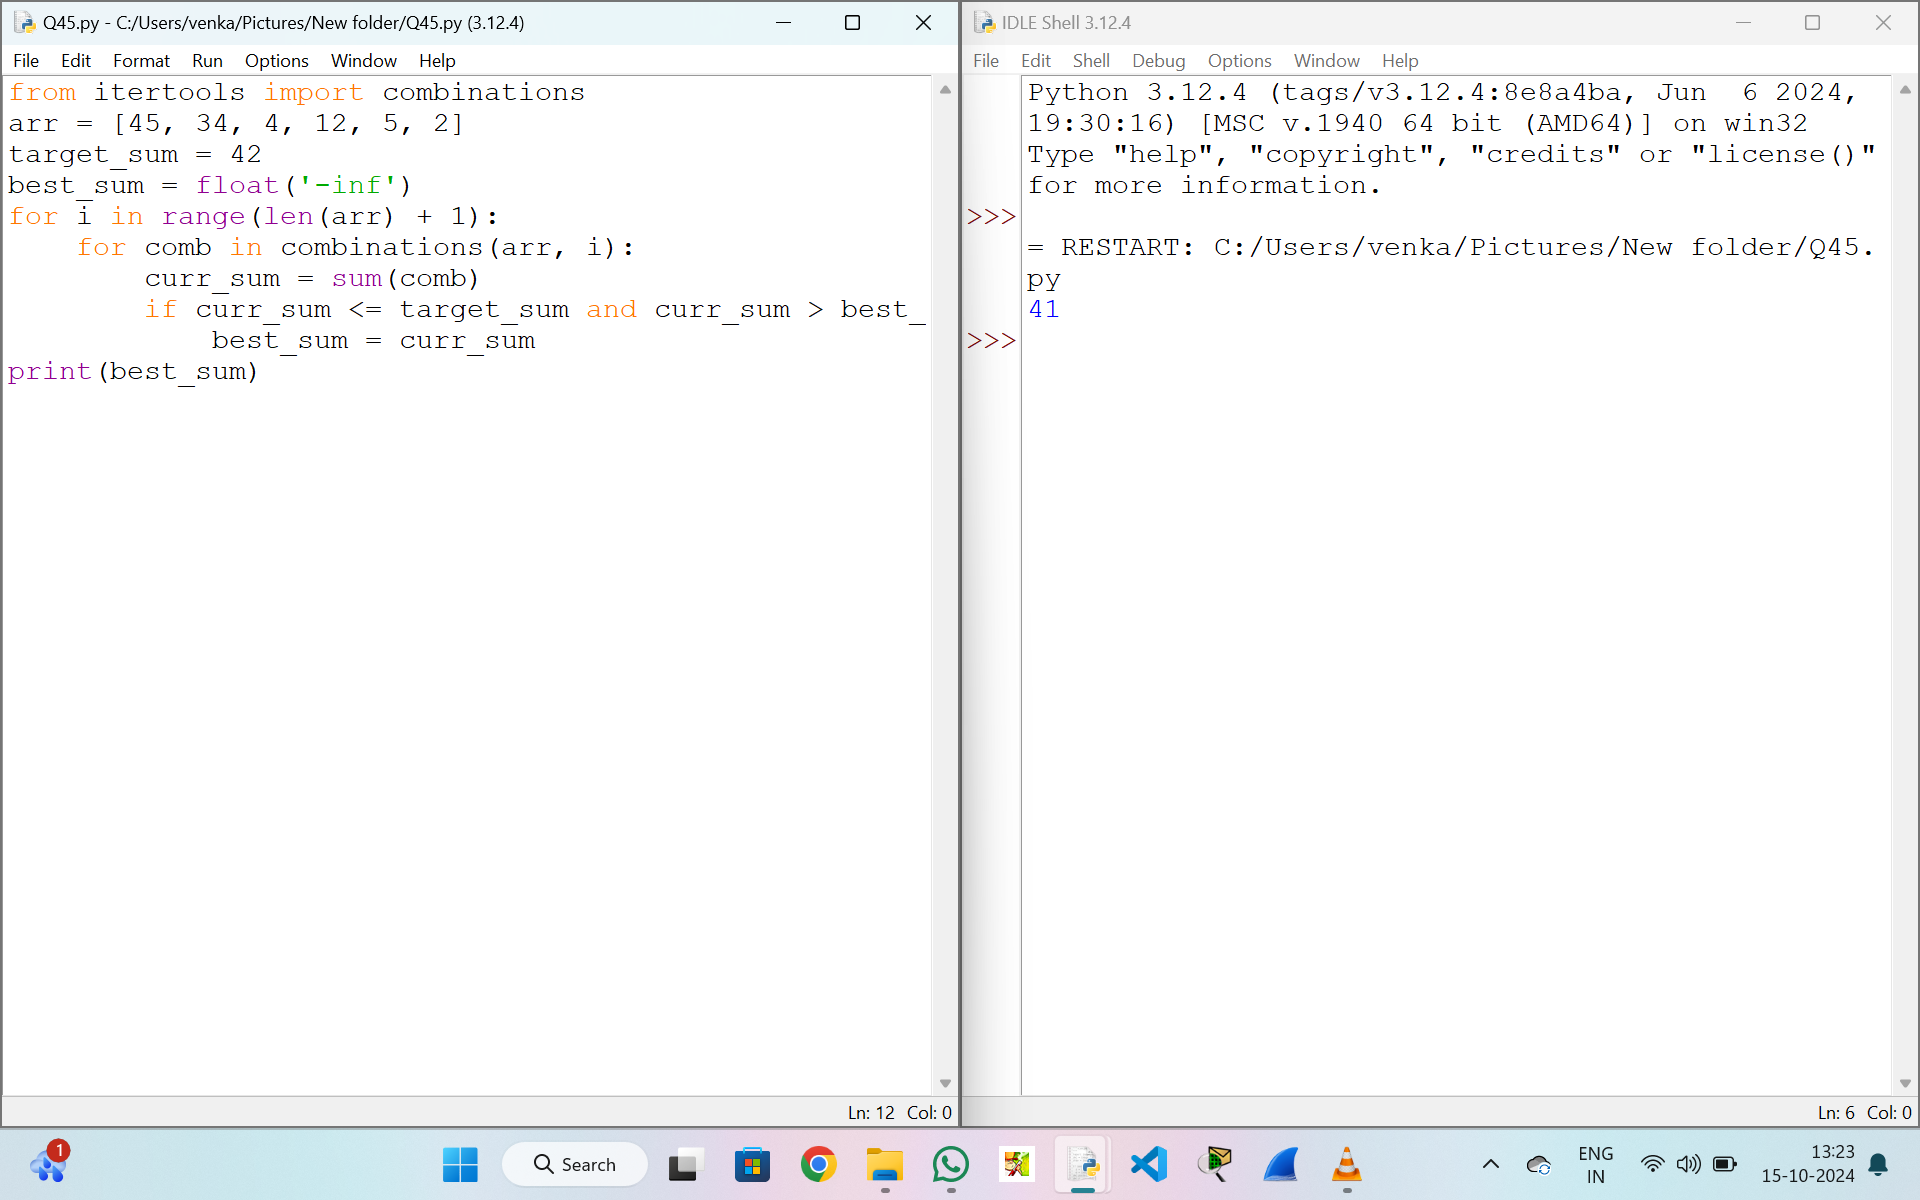 Q45.py - C:/Users/venka/Pictures/New folder/Q45.py (3.12.4)
File Edit Format Run Options Window Help
from itertools import combinations
arr = [45, 34, 4, 12, 5, 2]
target_sum = 42
best_sum = float('-inf')
for i in range(len(arr) + 1):
    for comb in combinations(arr, i):
        curr_sum = sum(comb)
        if curr_sum <= target_sum and curr_sum > best_
            best_sum = curr_sum
print(best_sum)
Ln: 12 Col: 0
IDLE Shell 3.12.4
File Edit Shell Debug Options Window Help
Python 3.12.4 (tags/v3.12.4:8e8a4ba, Jun  6 2024,
19:30:16) [MSC v.1940 64 bit (AMD64)] on win32
Type "help", "copyright", "credits" or "license()"
for more information.
>>>
= RESTART: C:/Users/venka/Pictures/New folder/Q45.
py
41
>>>
Ln: 6 Col: 0
1
Search
ENG
IN
13:23
15-10-2024